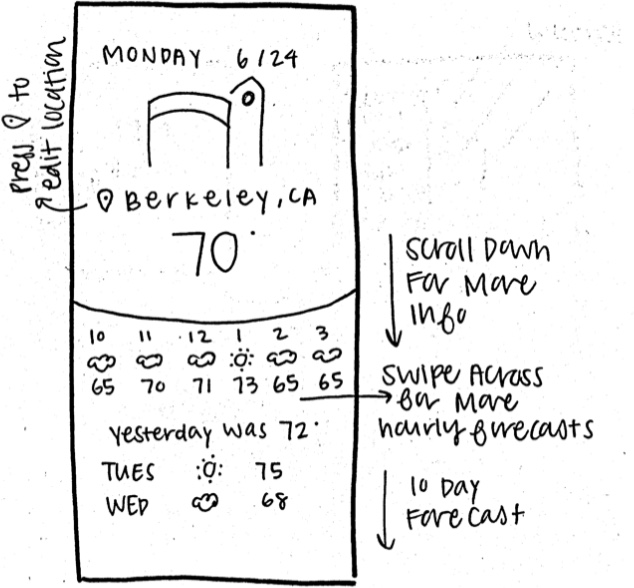 MONDAY 6/24
press to
edit location
Berkeley, CA
70°
Scroll Down
For More
Info
10 11 12 1 2 3
65 70 71 73 65 65
Swipe Across
for More
hourly forecasts
yesterday was 72°
TUES 75
WED 68
10 Day
Forecast